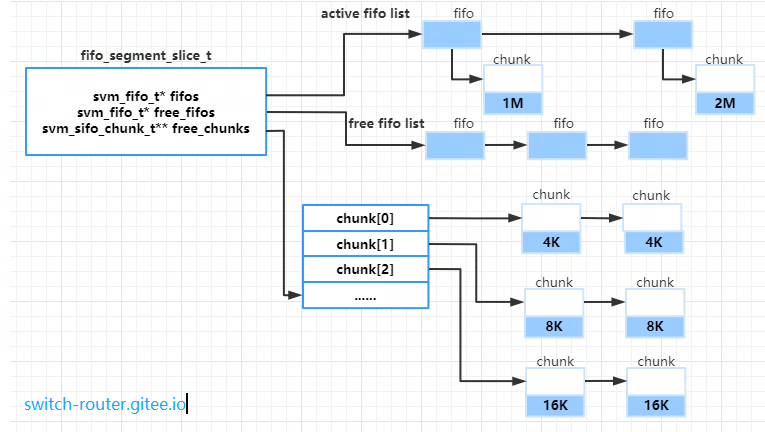 active fifo list
fifo
fifo
fifo_segment_slice_t
chunk
chunk
svm_fifo_t* fifos
svm_fifo_t* free_fifos
svm_sifo_chunk_t** free_chunks
1M
2M
free fifo list
fifo
fifo
fifo
chunk
chunk
chunk[0]
4K
4K
chunk[1]
chunk[2]
......
chunk
chunk
8K
8K
chunk
chunk
16K
16K
switch-router.gitee.io